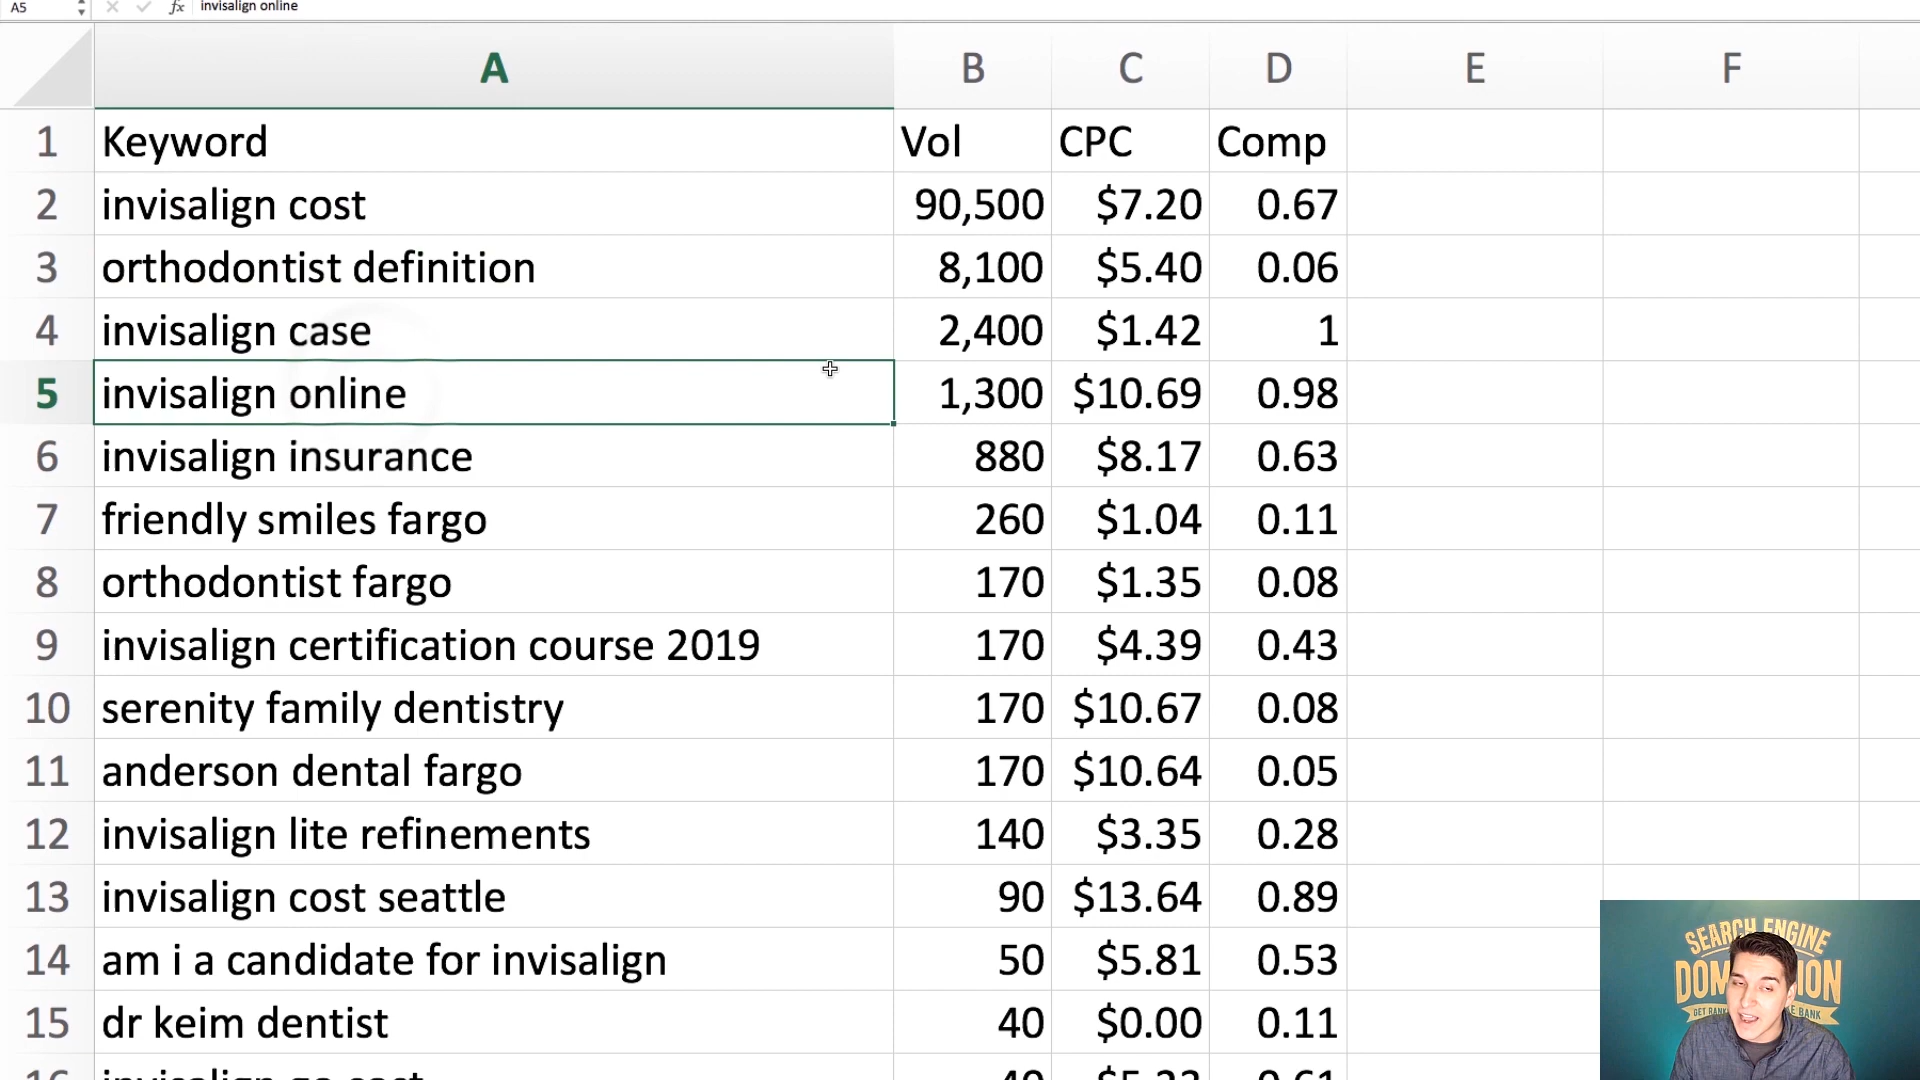 A5 fx invisalign online
A B C D E F
1 Keyword Vol CPC Comp
2 invisalign cost 90,500 $7.20 0.67
3 orthodontist definition 8,100 $5.40 0.06
4 invisalign case 2,400 $1.42 1
5 invisalign online 1,300 $10.69 0.98
6 invisalign insurance 880 $8.17 0.63
7 friendly smiles fargo 260 $1.04 0.11
8 orthodontist fargo 170 $1.35 0.08
9 invisalign certification course 2019 170 $4.39 0.43
10 serenity family dentistry 170 $10.67 0.08
11 anderson dental fargo 170 $10.64 0.05
12 invisalign lite refinements 140 $3.35 0.28
13 invisalign cost seattle 90 $13.64 0.89
14 am i a candidate for invisalign 50 $5.81 0.53
15 dr keim dentist 40 $0.00 0.11
SEARCH ENGINE
DOM ION
GET RANK E BANK